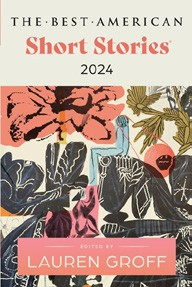 THE·BEST·AMERICAN
Short Stories®
2024
EDITED BY
LAUREN GROFF